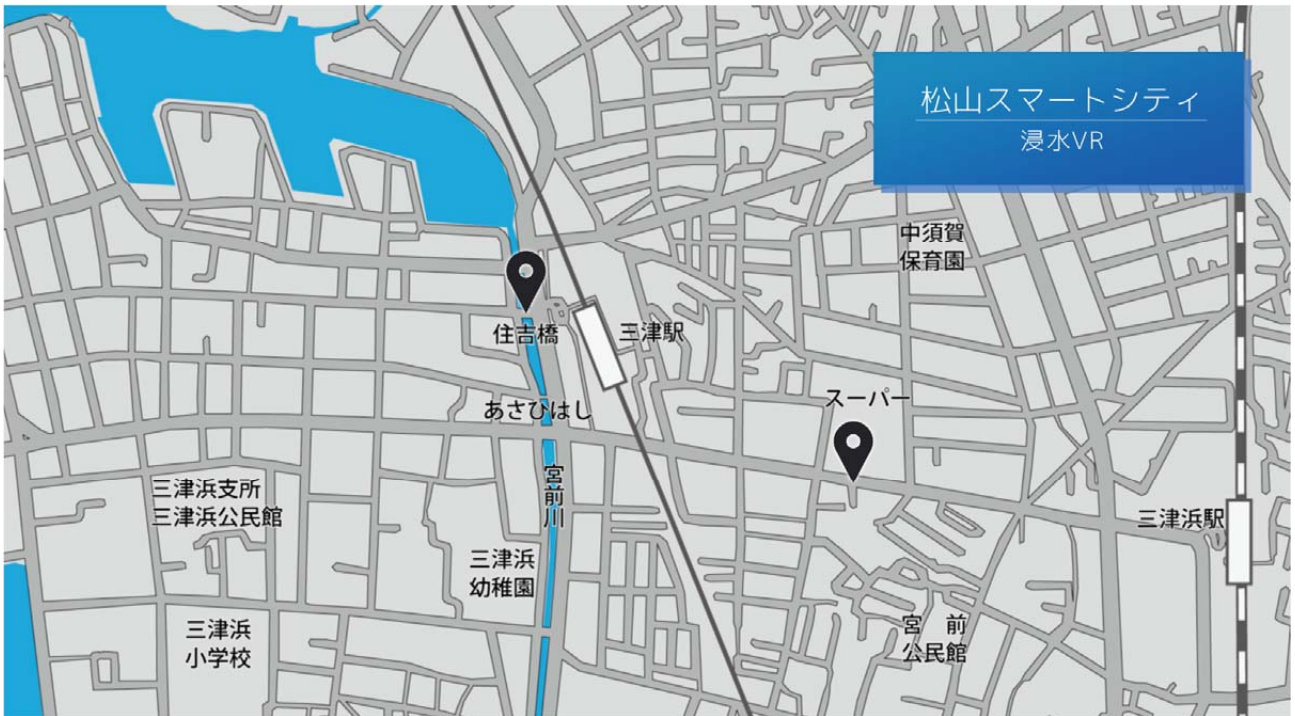 松山スマートシティ
浸水VR
中須賀
保育園
住吉橋
三津駅
スーパー
あさひはし
宮前川
三津浜支所
三津浜公民館
三津浜駅
三津浜
幼稚園
三津浜
小学校
宮 前
公民館